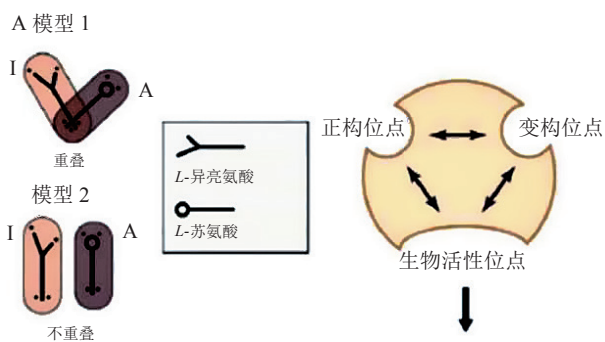 A 模型 1
I
A
重叠
模型 2
I
A
不重叠
L-异亮氨酸
L-苏氨酸
正构位点
变构位点
生物活性位点